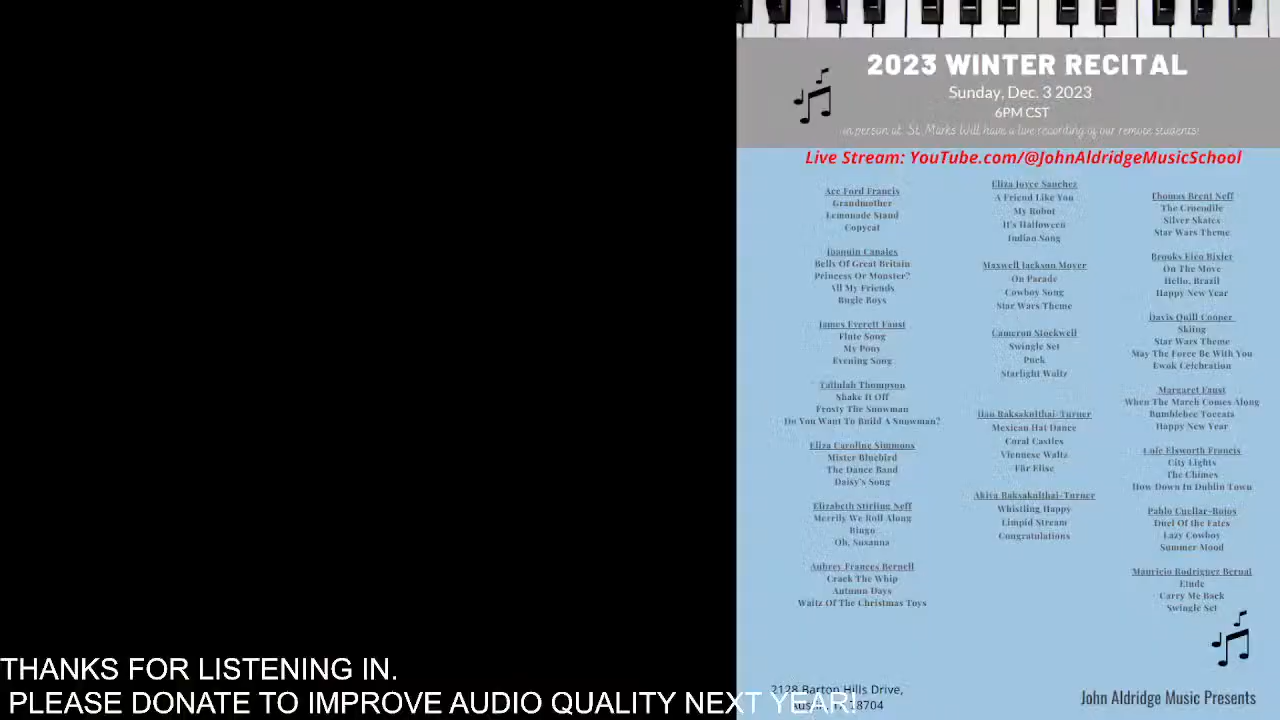 2023 WINTER RECITAL
Sunday, Dec. 3 2023
6PM CST
in person at St. Marks Will have a live recording of our remote students!
Live Stream: YouTube.com/@JohnAldridgeMusicSchool
Ace Ford Francis
Grandmother
Lemonade Stand
Copycat
Joaquin Canales
Bells Of Great Britain
Princess Or Monster?
All My Friends
Bugle Boys
James Everett Faust
Flute Song
My Pony
Evening Song
Tallulah Thompson
Shake It Off
Frosty The Snowman
Do You Want To Build A Snowman?
Eliza Caroline Simmons
Mister Bluebird
The Dance Band
Daisy's Song
Elizabeth Stirling Neff
Merrily We Roll Along
Bingo
Oh, Susanna
Aubrey Frances Bernell
Crack The Whip
Autumn Days
Waltz Of The Christmas Toys
Eliza Joyce Sanchez
A Friend Like You
My Robot
It's Halloween
Indian Song
Maxwell Jackson Moyer
On Parade
Cowboy Song
Star Wars Theme
Cameron Stockwell
Swingle Set
Puck
Starlight Waltz
Raksakulthai-Turner
Mexican Hat Dance
Coral Castles
Viennese Waltz
Für Elise
Akiva Raksakulthai-Turner
Whistling Happy
Limpid Stream
Congratulations
Thomas Brent Neff
The Crocodile
Silver Skates
Star Wars Theme
Brooks Eico Bixler
On The Move
Hello, Brazil
Happy New Year
Davis Quill Cooper
Skiing
Star Wars Theme
May The Force Be With You
Ewok Celebration
Margaret Faust
When The March Comes Along
Bumblebee Toccata
Happy New Year
Elsworth Francis
City Lights
The Chimes
How Down In Dublin Town
Pablo Cuellar-Rojos
Duel Of the Fates
Lazy Cowboy
Summer Mood
Mauricio Rodriguez Bernal
Etude
Carry Me Back
Swingle Set
2128 Barton Hills Drive,
78704
John Aldridge Music Presents
THANKS FOR LISTENING IN.
PLEASE DONATE TO IMPROVE AUDIO QUALITY NEXT YEAR!